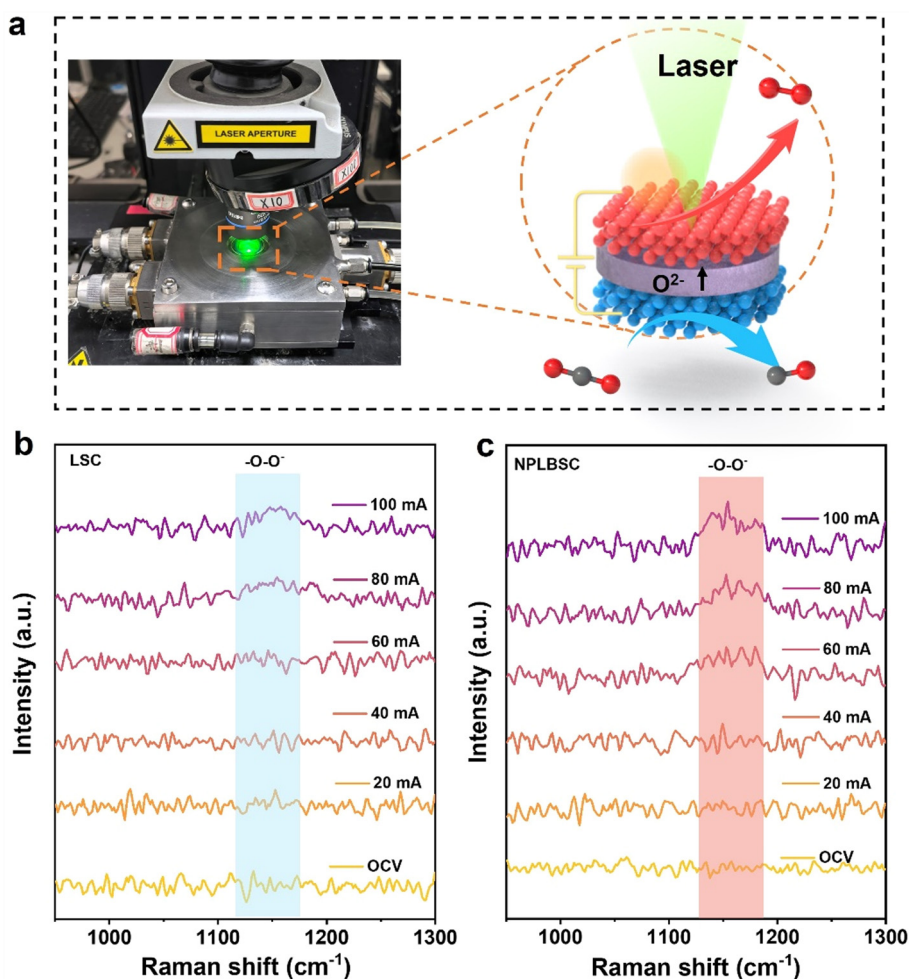 a
LASER APERTURE
X10
Laser
O²⁻
b
LSC
-O-O⁻
100 mA
80 mA
60 mA
40 mA
20 mA
OCV
Intensity (a.u.)
1000 1100 1200 1300
Raman shift (cm⁻¹)
c
NPLBSC
-O-O⁻
100 mA
80 mA
60 mA
40 mA
20 mA
OCV
Intensity (a.u.)
1000 1100 1200 1300
Raman shift (cm⁻¹)